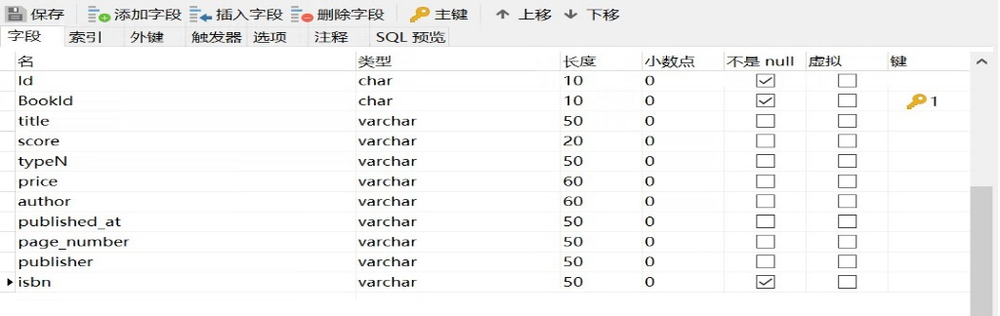 保存 添加字段 插入字段 删除字段 主键 上移 下移
字段 索引 外键 触发器 选项 注释 SQL 预览
名 类型 长度 小数点 不是 null 虚拟 键
Id char 10 0
BookId char 10 0 1
title varchar 50 0
score varchar 20 0
typeN varchar 50 0
price varchar 60 0
author varchar 60 0
published_at varchar 50 0
page_number varchar 50 0
publisher varchar 50 0
isbn varchar 50 0